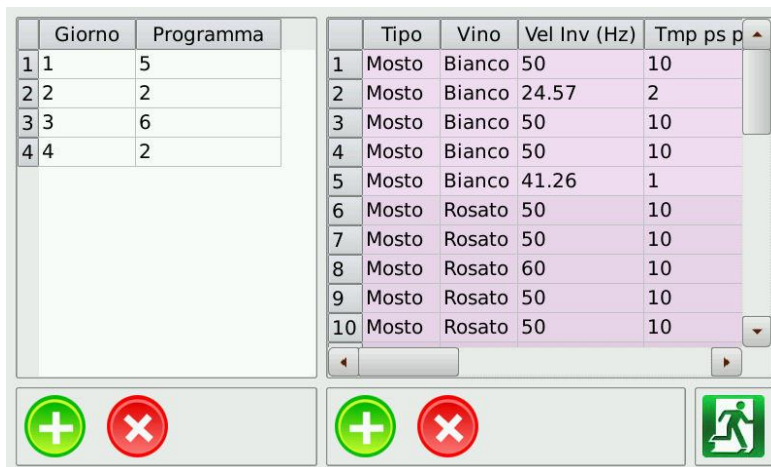 Giorno Programma
1 1 5
2 2 2
3 3 6
4 4 2
Tipo Vino Vel Inv (Hz) Tmp ps p
1 Mosto Bianco 50 10
2 Mosto Bianco 24.57 2
3 Mosto Bianco 50 10
4 Mosto Bianco 50 10
5 Mosto Bianco 41.26 1
6 Mosto Rosato 50 10
7 Mosto Rosato 50 10
8 Mosto Rosato 60 10
9 Mosto Rosato 50 10
10 Mosto Rosato 50 10